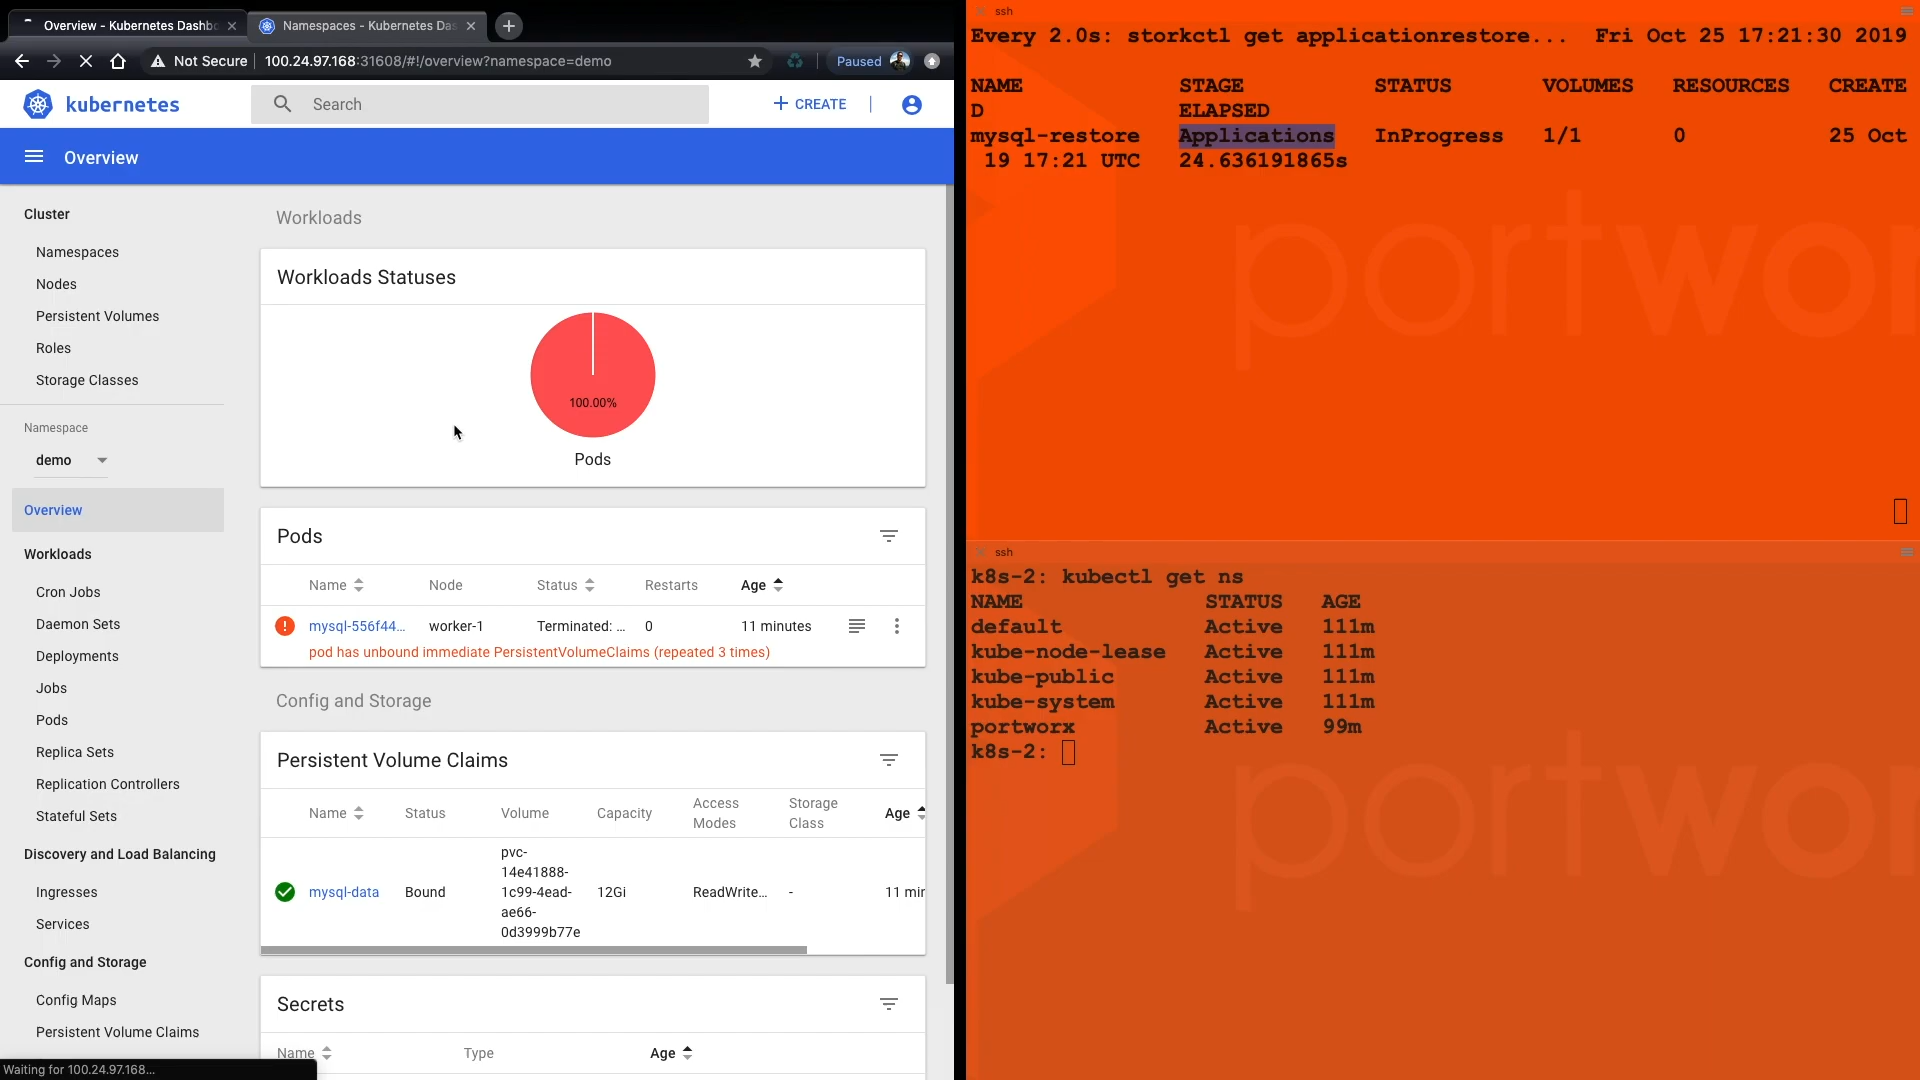 Overview - Kubernetes Dashbo
Namespaces - Kubernetes Das
Not Secure
100.24.97.168:31608/#!/overview?namespace=demo
Paused
kubernetes
Search
CREATE
Overview
Cluster
Namespaces
Nodes
Persistent Volumes
Roles
Storage Classes
Namespace
demo
Overview
Workloads
Cron Jobs
Daemon Sets
Deployments
Jobs
Pods
Replica Sets
Replication Controllers
Stateful Sets
Discovery and Load Balancing
Ingresses
Services
Config and Storage
Config Maps
Persistent Volume Claims
Waiting for 100.24.97.168...
Workloads
Workloads Statuses
100.00%
Pods
Pods
Name Node Status Restarts Age
mysql-556f44... worker-1 Terminated: ... 0 11 minutes
pod has unbound immediate PersistentVolumeClaims (repeated 3 times)
Config and Storage
Persistent Volume Claims
Name Status Volume Capacity Access Modes Storage Class Age
pvc-
14e41888-
1c99-4ead-
mysql-data Bound ae66- 12Gi ReadWrite... - 11 min
0d3999b77e
Secrets
Name Type Age
ssh
Every 2.0s: storkctl get applicationrestore... Fri Oct 25 17:21:30 2019
NAME STAGE STATUS VOLUMES RESOURCES CREATE
D ELAPSED
mysql-restore Applications InProgress 1/1 0 25 Oct
19 17:21 UTC 24.636191865s
portwo
ssh
k8s-2: kubectl get ns
NAME STATUS AGE
default Active 111m
kube-node-lease Active 111m
kube-public Active 111m
kube-system Active 111m
portworx Active 99m
k8s-2:
portwo